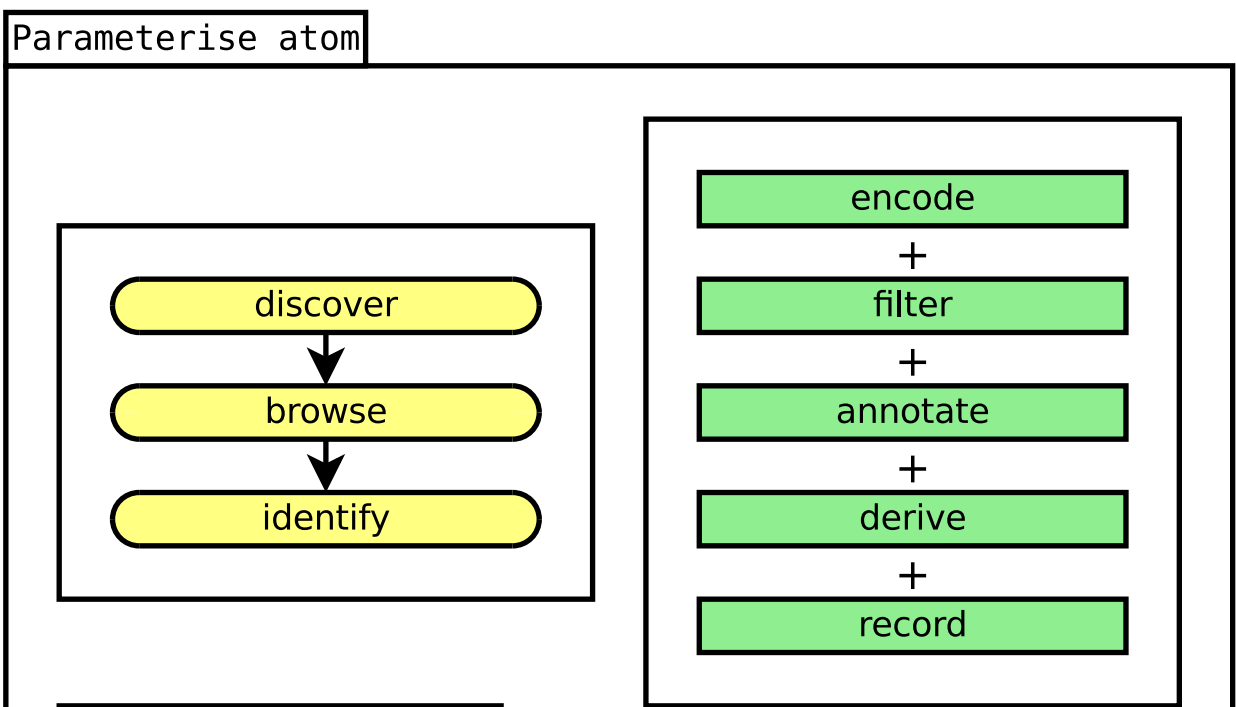 Parameterise atom
discover
browse
identify
encode
+
filter
+
annotate
+
derive
+
record